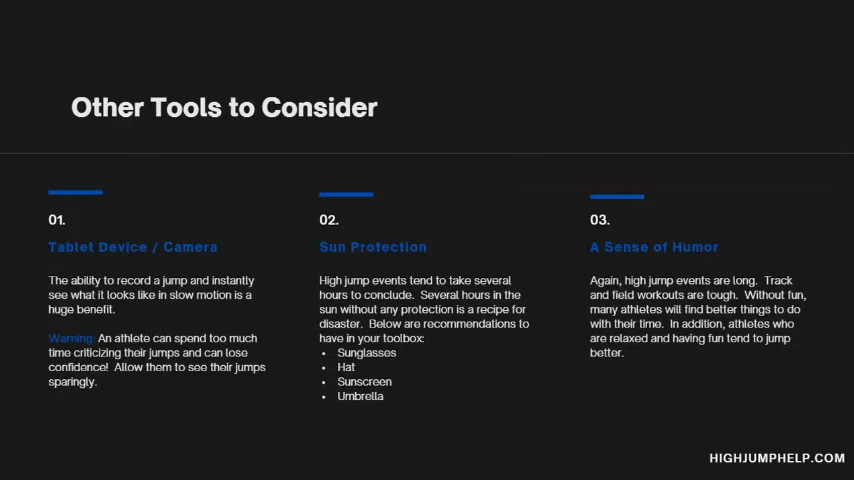 Other Tools to Consider
01.
Tablet Device / Camera
The ability to record a jump and instantly
see what it looks like in slow motion is a
huge benefit.
Warning: An athlete can spend too much
time criticizing their jumps and can lose
confidence! Allow them to see their jumps
sparingly.
02.
Sun Protection
High jump events tend to take several
hours to conclude. Several hours in the
sun without any protection is a recipe for
disaster. Below are recommendations to
have in your toolbox:
• Sunglasses
• Hat
• Sunscreen
• Umbrella
03.
A Sense of Humor
Again, high jump events are long. Track
and field workouts are tough. Without fun,
many athletes will find better things to do
with their time. In addition, athletes who
are relaxed and having fun tend to jump
better.
HIGHJUMPHELP.COM